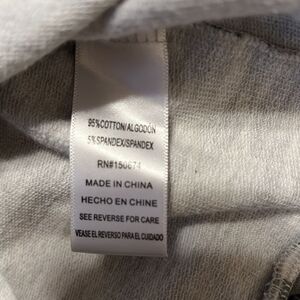 95%COTTON/ALGODÓN
5%SPANDEX/SPANDEX
RN#150674
MADE IN CHINA
HECHO EN CHINE
SEE REVERSE FOR CARE
VEASE EL REVERSO PARA EL CUIDADO